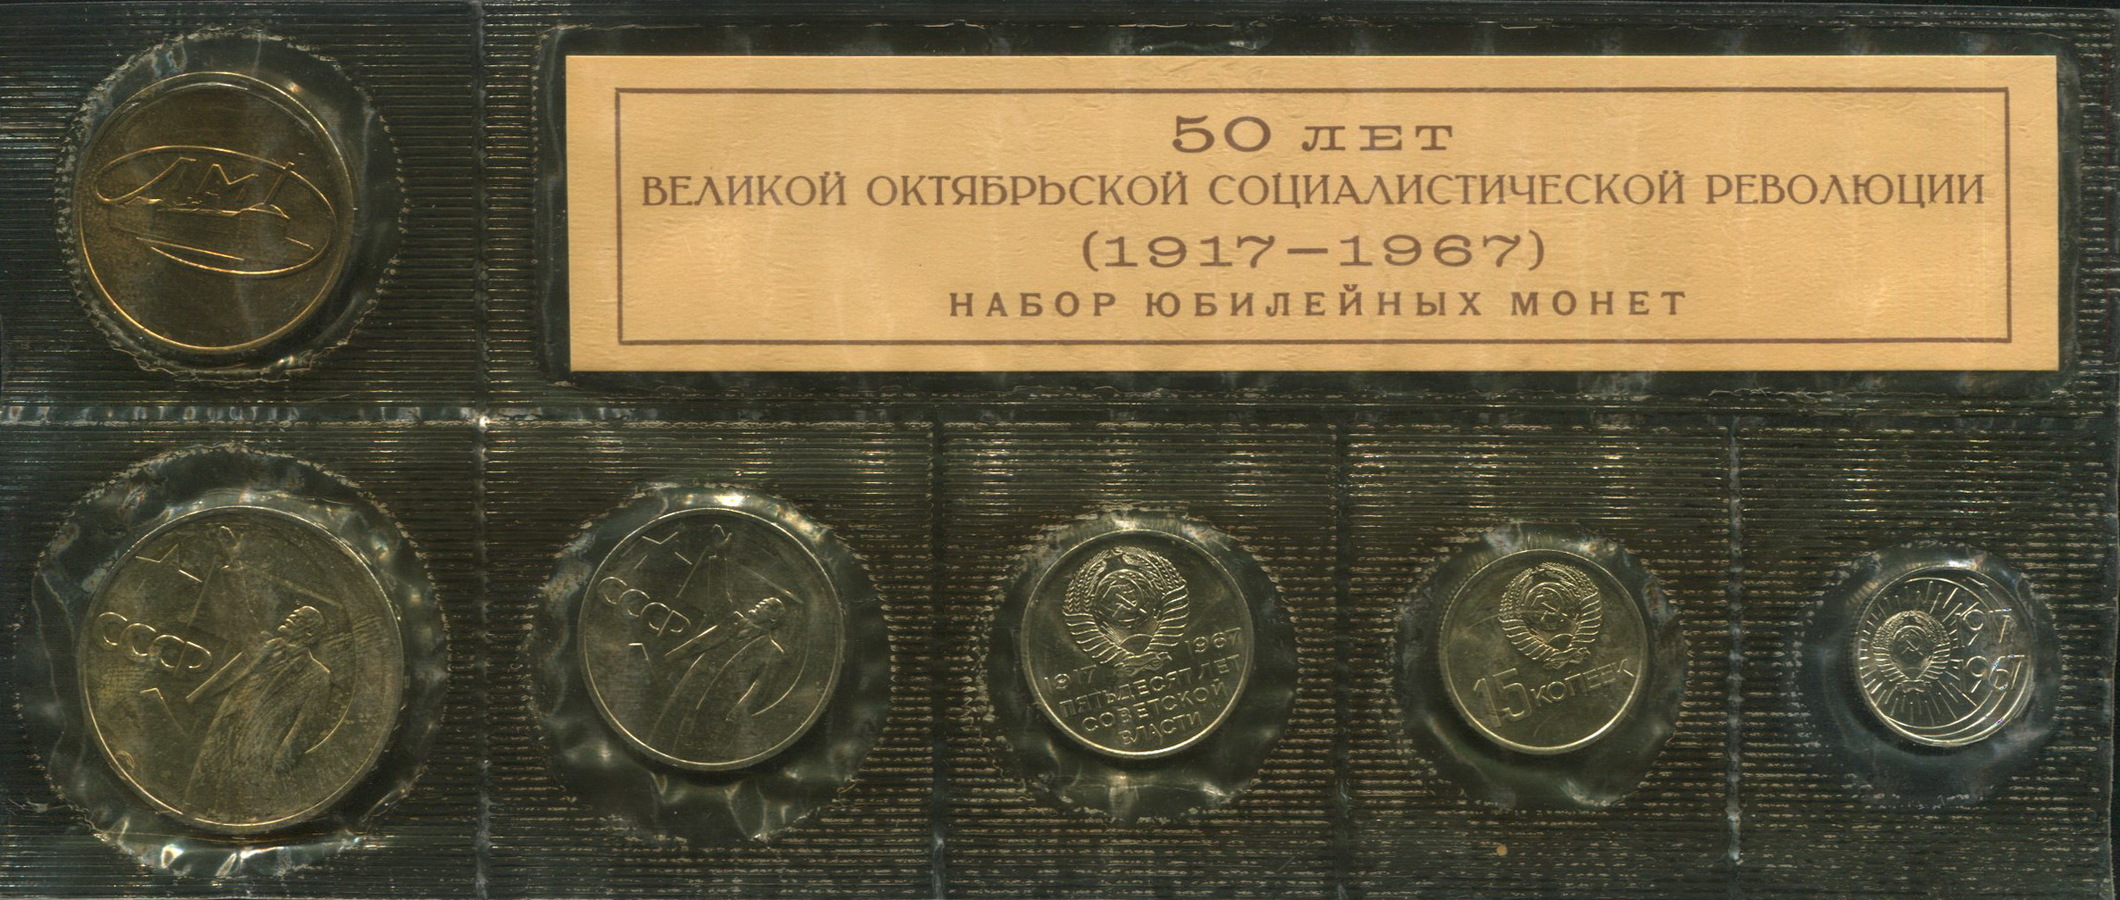 ЛМД
50 ЛЕТ
ВЕЛИКОЙ ОКТЯБРЬСКОЙ СОЦИАЛИСТИЧЕСКОЙ РЕВОЛЮЦИИ
(1917–1967)
НАБОР ЮБИЛЕЙНЫХ МОНЕТ
СССР
СССР
1917 1967
ПЯТЬДЕСЯТ ЛЕТ
СОВЕТСКОЙ
ВЛАСТИ
15 КОПЕЕК
1917
1967